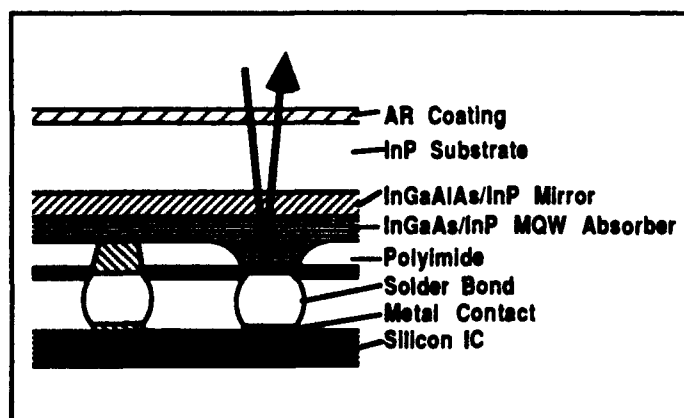 AR Coating
InP Substrate
InGaAlAs/InP Mirror
InGaAs/InP MQW Absorber
Polyimide
Solder Bond
Metal Contact
Silicon IC